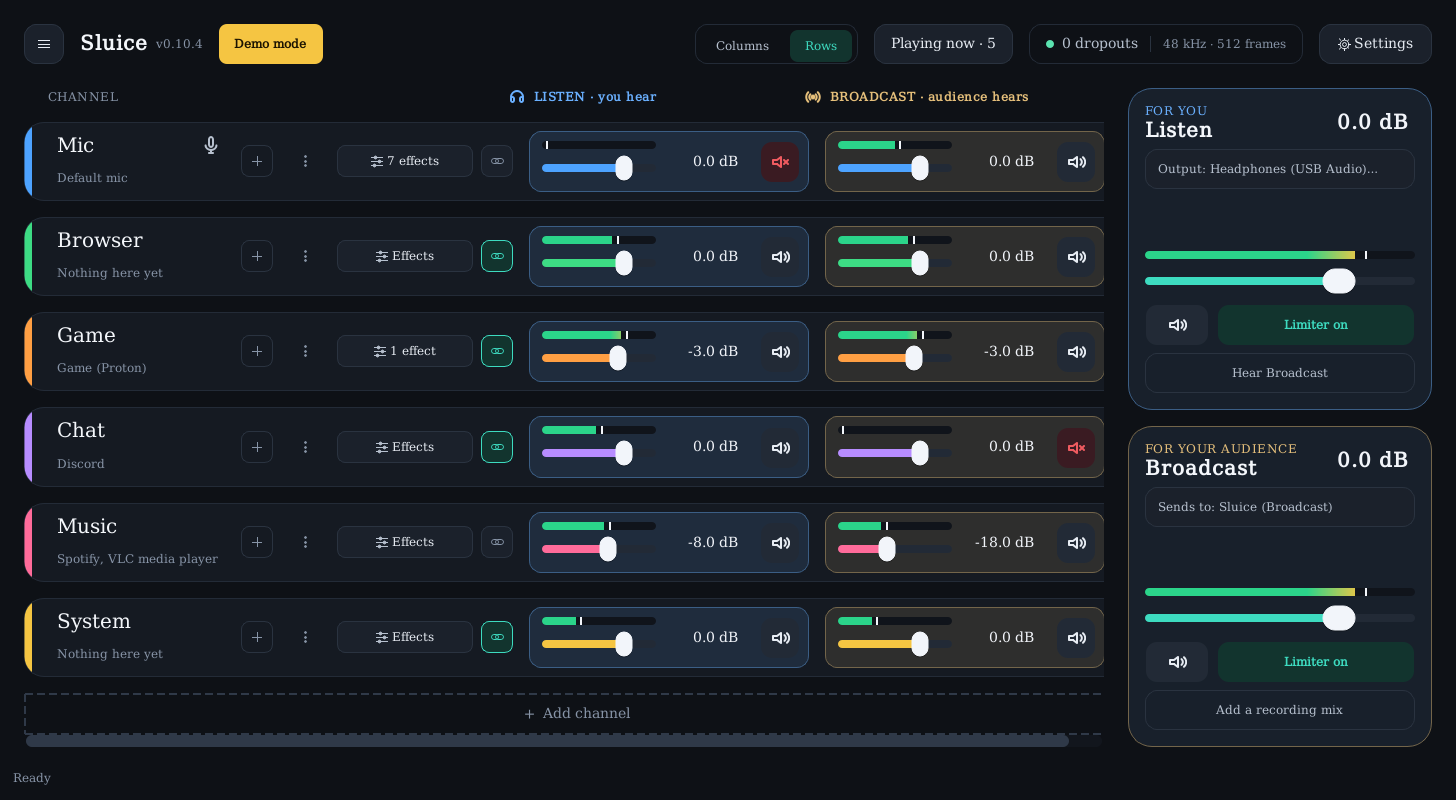 Sluice v0.10.4 Demo mode Columns Rows Playing now · 5 0 dropouts 48 kHz · 512 frames Settings
CHANNEL LISTEN · you hear BROADCAST · audience hears
Mic
Default mic
7 effects 0.0 dB 0.0 dB
Browser
Nothing here yet
Effects 0.0 dB 0.0 dB
Game
Game (Proton)
1 effect -3.0 dB -3.0 dB
Chat
Discord
Effects 0.0 dB 0.0 dB
Music
Spotify, VLC media player
Effects -8.0 dB -18.0 dB
System
Nothing here yet
Effects 0.0 dB 0.0 dB
+ Add channel
FOR YOU
Listen 0.0 dB
Output: Headphones (USB Audio)...
Limiter on
Hear Broadcast
FOR YOUR AUDIENCE
Broadcast 0.0 dB
Sends to: Sluice (Broadcast)
Limiter on
Add a recording mix
Ready